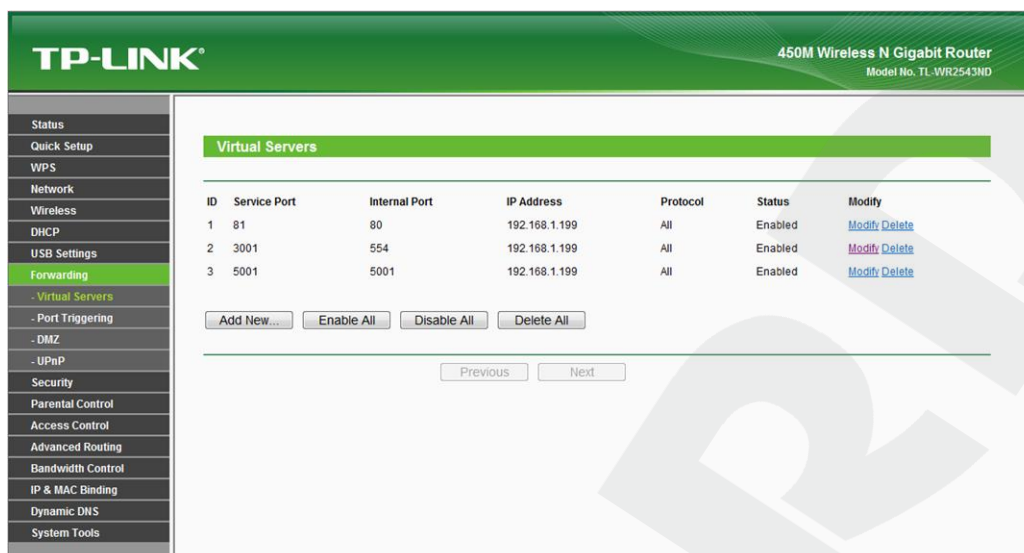 TP-LINK®
450M Wireless N Gigabit Router
Model No. TL-WR2543ND
Status
Quick Setup
WPS
Network
Wireless
DHCP
USB Settings
Forwarding
- Virtual Servers
- Port Triggering
- DMZ
- UPnP
Security
Parental Control
Access Control
Advanced Routing
Bandwidth Control
IP & MAC Binding
Dynamic DNS
System Tools
Virtual Servers
ID Service Port Internal Port IP Address Protocol Status Modify
1 81 80 192.168.1.199 All Enabled Modify Delete
2 3001 554 192.168.1.199 All Enabled Modify Delete
3 5001 5001 192.168.1.199 All Enabled Modify Delete
Add New... Enable All Disable All Delete All
Previous Next